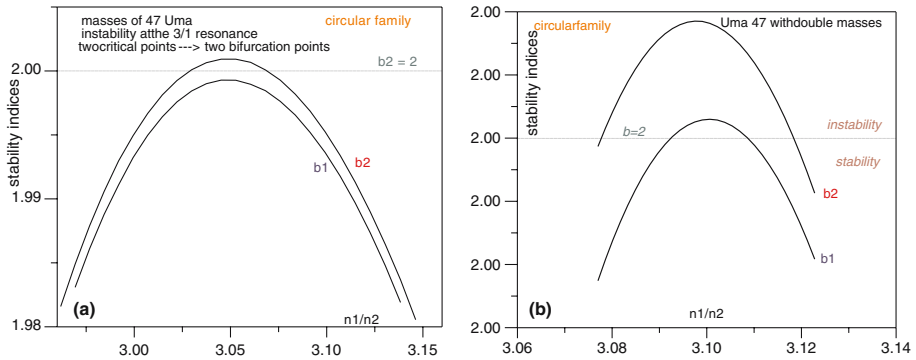 masses of 47 Uma
instability atthe 3/1 resonance
twocritical points---> two bifurcation points
circular family
b2 = 2
2.00
1.99
1.98
stability indices
b1
b2
(a)
n1/n2
3.00
3.05
3.10
3.15
circularfamily
Uma 47 withdouble masses
stability indices
2.00
2.00
2.00
2.00
2.00
2.00
b=2
instability
stability
b2
b1
(b)
n1/n2
3.06
3.08
3.10
3.12
3.14